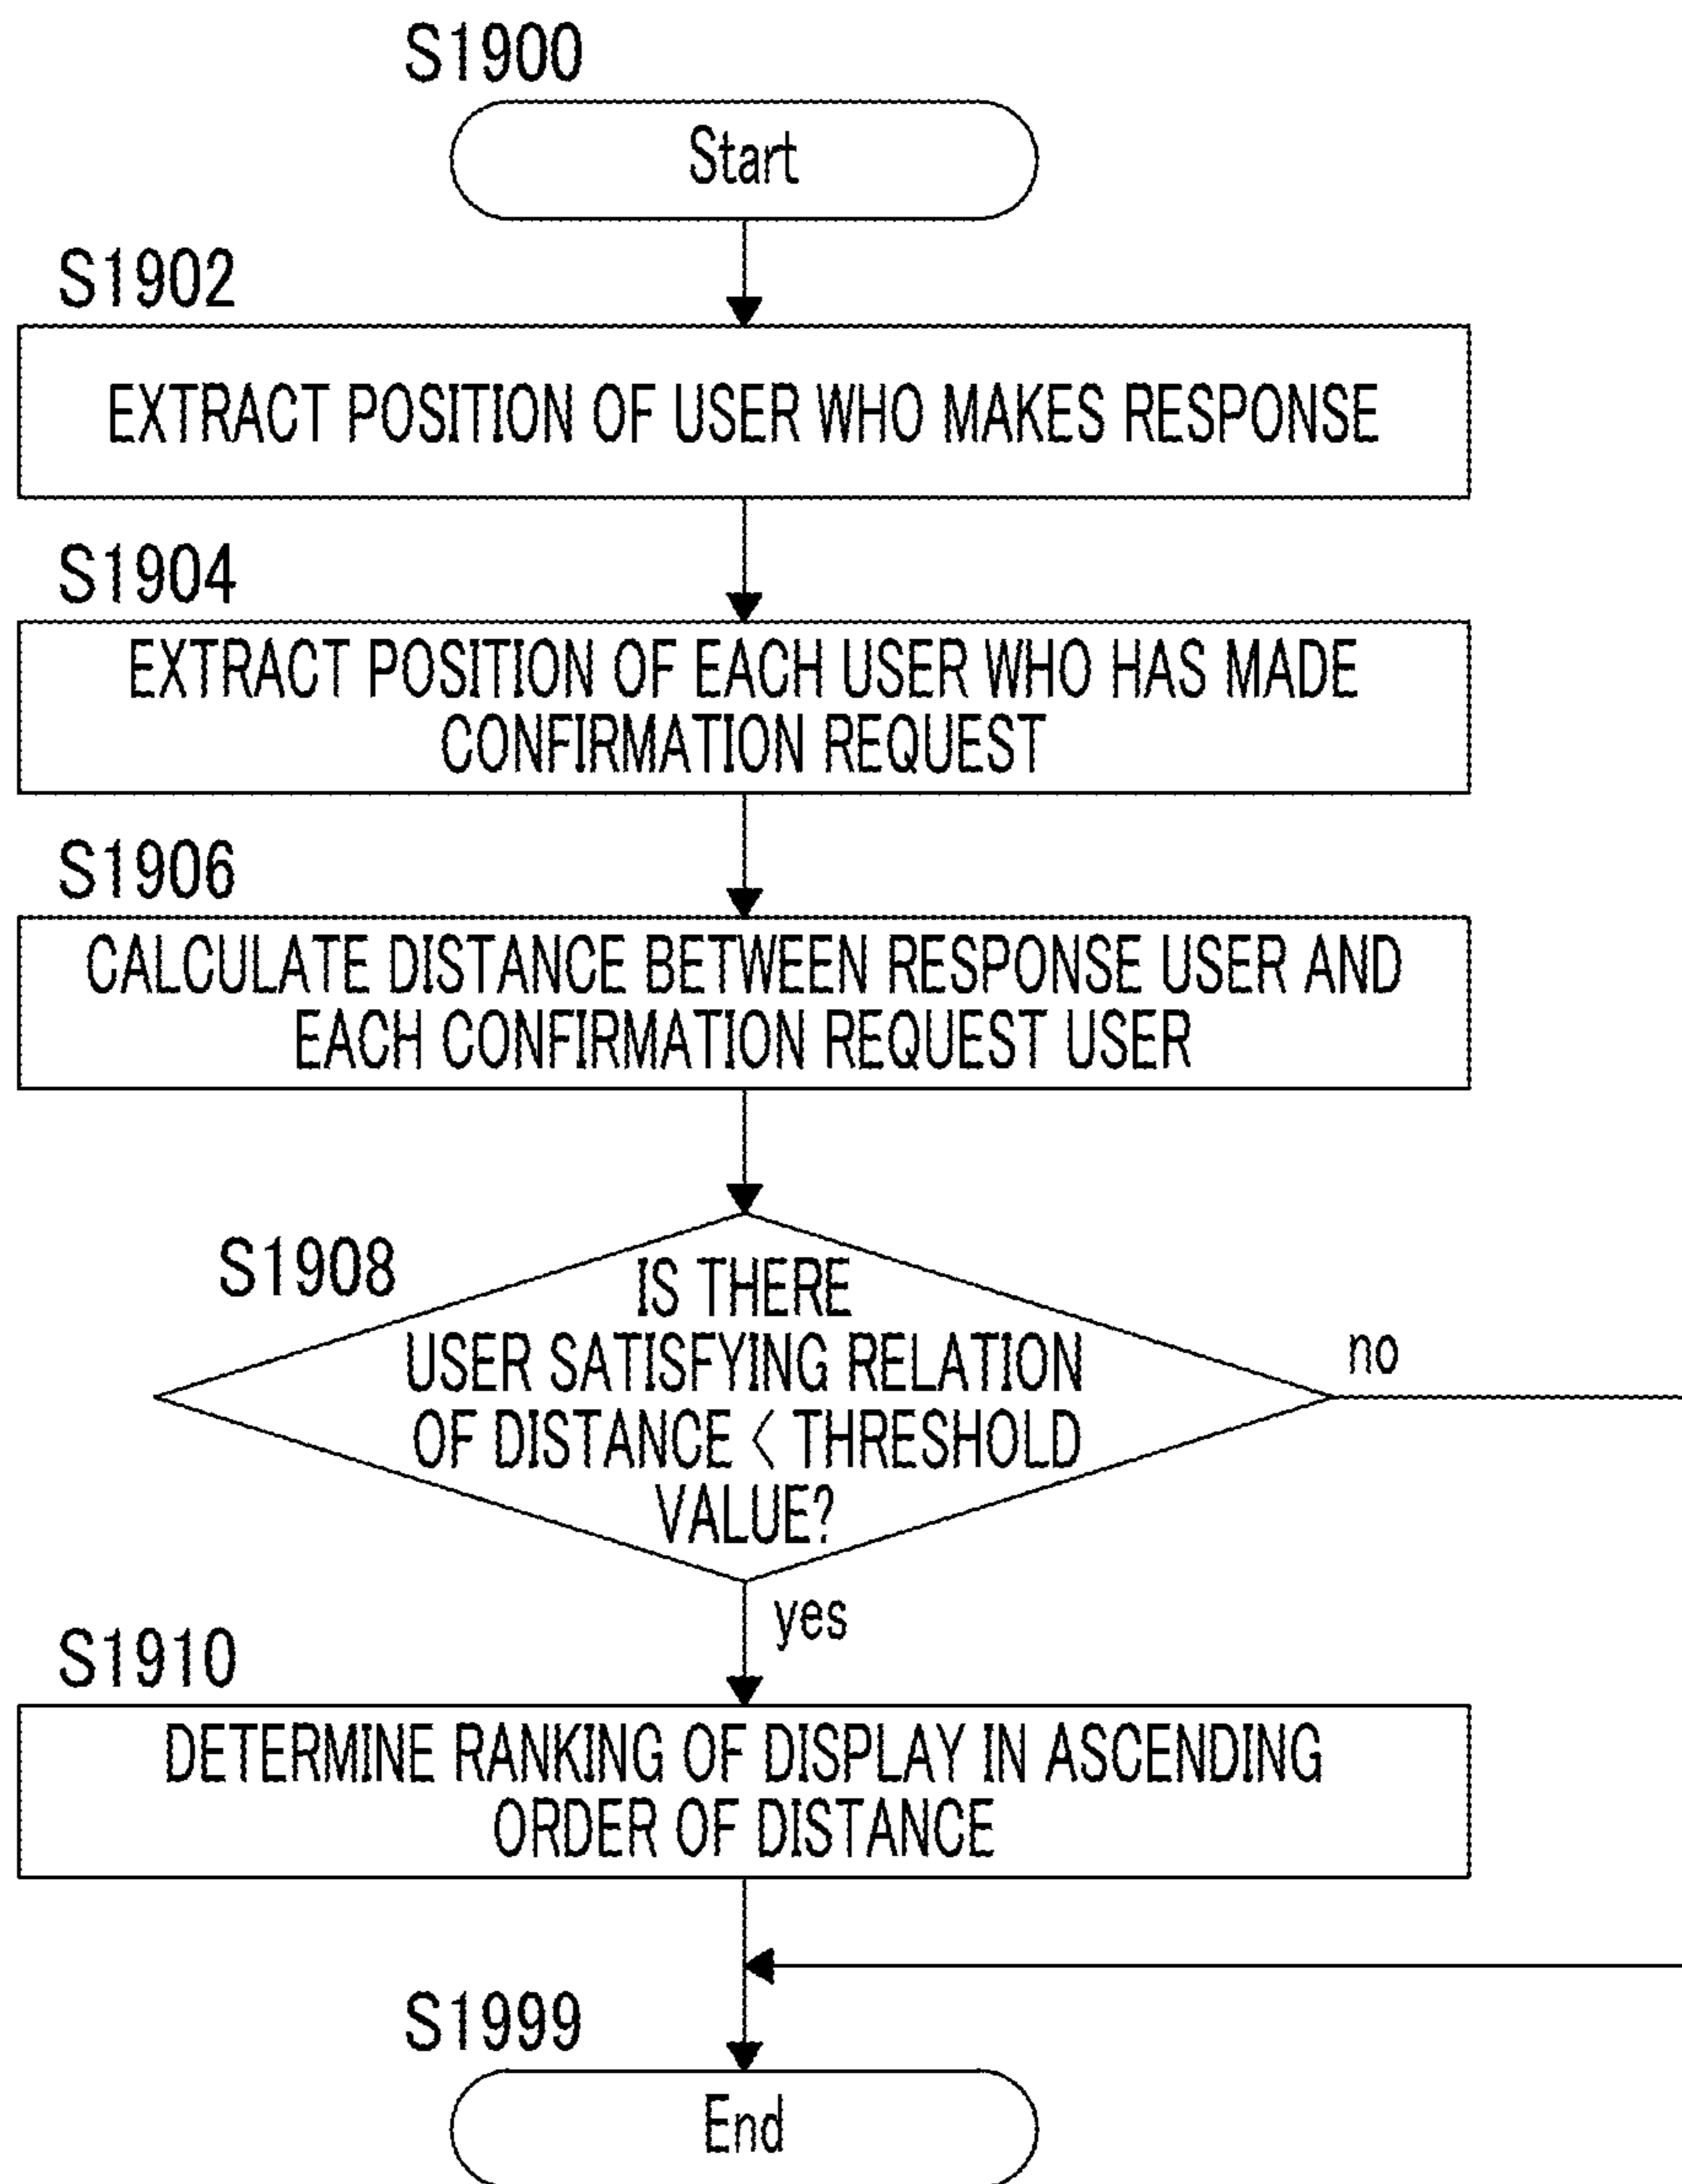 S1900
Start
S1902
EXTRACT POSITION OF USER WHO MAKES RESPONSE
S1904
EXTRACT POSITION OF EACH USER WHO HAS MADE
CONFIRMATION REQUEST
S1906
CALCULATE DISTANCE BETWEEN RESPONSE USER AND
EACH CONFIRMATION REQUEST USER
S1908
IS THERE
USER SATISFYING RELATION
OF DISTANCE < THRESHOLD
VALUE?
no
yes
S1910
DETERMINE RANKING OF DISPLAY IN ASCENDING
ORDER OF DISTANCE
S1999
End